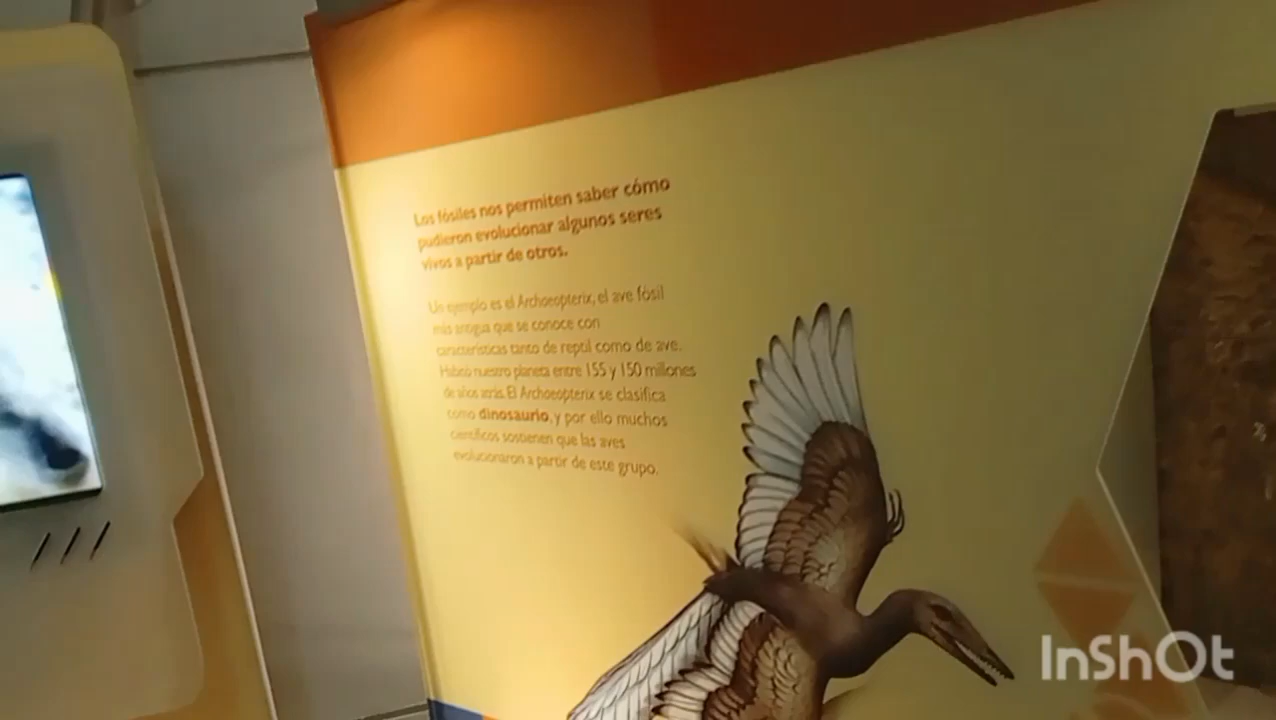 Los fósiles nos permiten saber cómo
pudieron evolucionar algunos seres
vivos a partir de otros.
Un ejemplo es el Archaeopterix, el ave fósil
más antigua que se conoce con
características tanto de reptil como de ave.
Habitó nuestro planeta entre 155 y 150 millones
de años atrás. El Archaeopterix se clasifica
como dinosaurio, y por ello muchos
científicos sostienen que las aves
evolucionaron a partir de este grupo.
InShOt